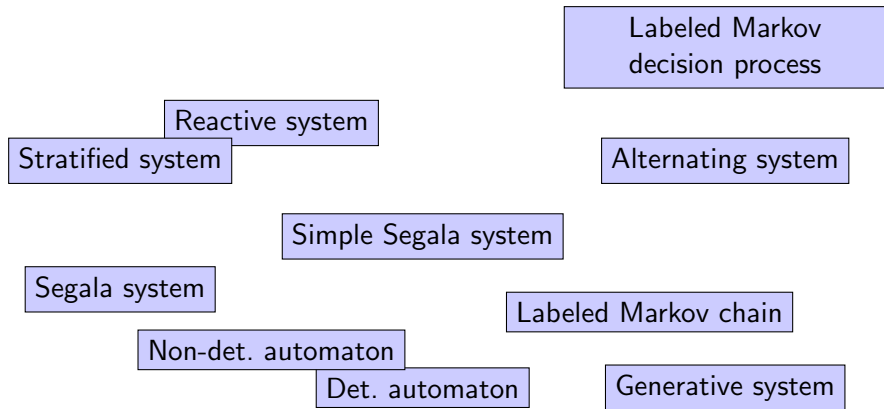 Labeled Markov
decision process
Reactive system
Stratified system
Alternating system
Simple Segala system
Segala system
Labeled Markov chain
Non-det. automaton
Det. automaton
Generative system